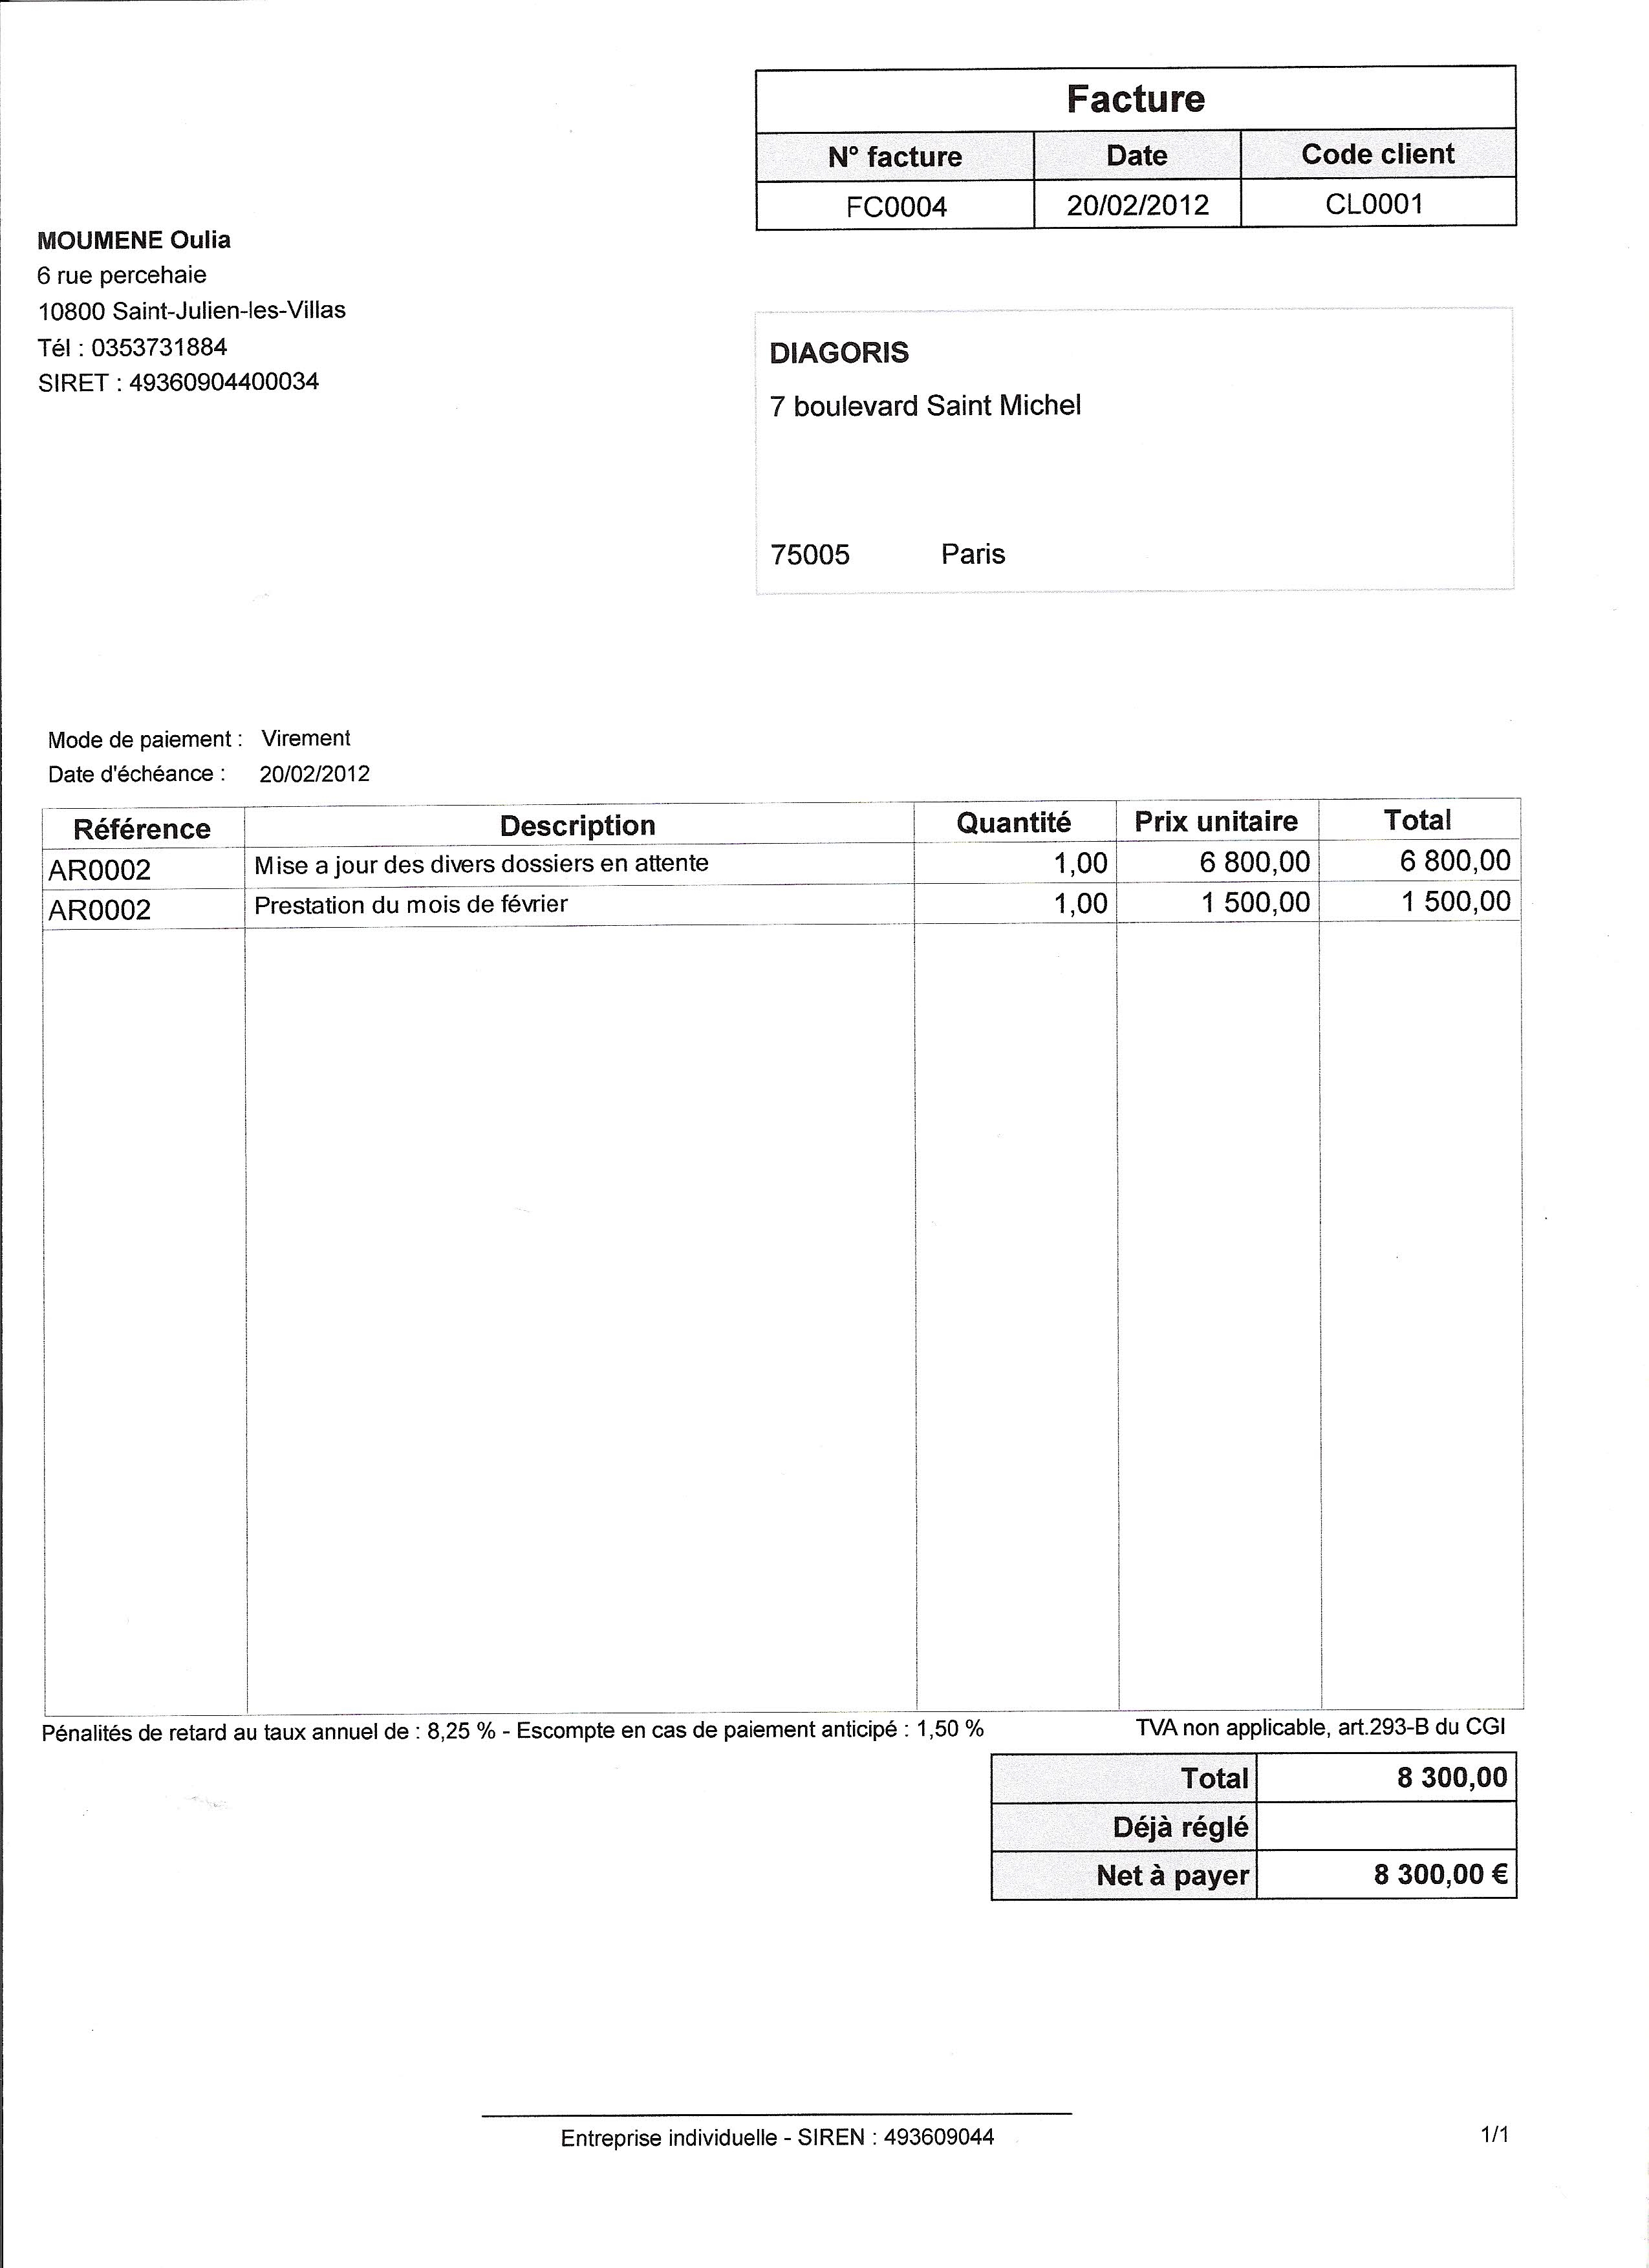 Facture
N° facture Date Code client
FC0004 20/02/2012 CL0001
MOUMENE Oulia
6 rue percehaie
10800 Saint-Julien-les-Villas
Tél : 0353731884
SIRET : 49360904400034
DIAGORIS
7 boulevard Saint Michel
75005 Paris
Mode de paiement : Virement
Date d'échéance : 20/02/2012
Référence Description Quantité Prix unitaire Total
AR0002 Mise a jour des divers dossiers en attente 1,00 6 800,00 6 800,00
AR0002 Prestation du mois de février 1,00 1 500,00 1 500,00
Pénalités de retard au taux annuel de : 8,25 % - Escompte en cas de paiement anticipé : 1,50 % TVA non applicable, art.293-B du CGI
Total 8 300,00
Déjà réglé
Net à payer 8 300,00 €
Entreprise individuelle - SIREN : 493609044 1/1